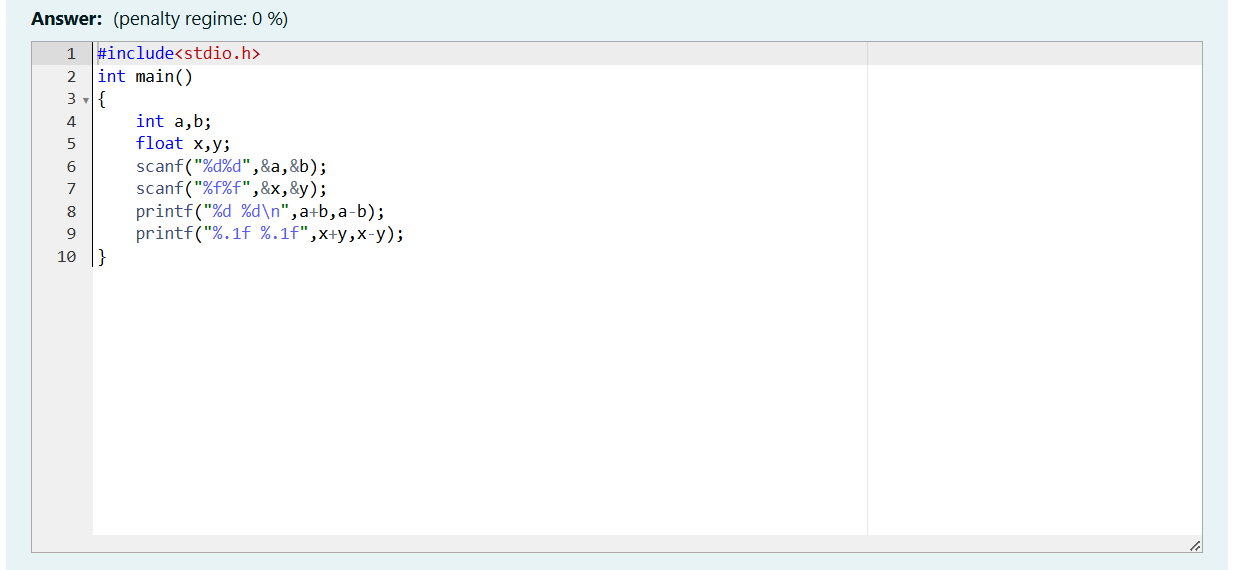 Answer: (penalty regime: 0 %)
1 #include<stdio.h>
2 int main()
3 {
4     int a,b;
5     float x,y;
6     scanf("%d%d",&a,&b);
7     scanf("%f%f",&x,&y);
8     printf("%d %d\n",a+b,a-b);
9     printf("%.1f %.1f",x+y,x-y);
10 }